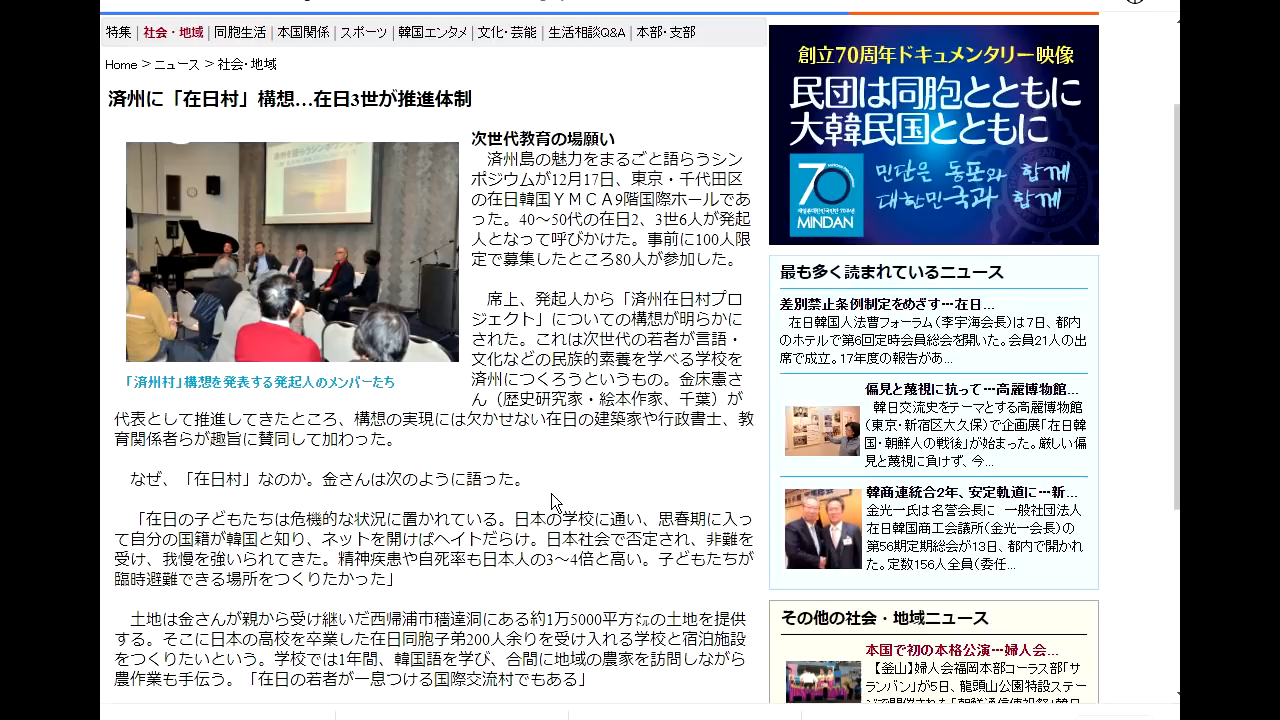 特集 | 社会・地域 | 同胞生活 | 本国関係 | スポーツ | 韓国エンタメ | 文化・芸能 | 生活相談Q&A | 本部・支部
Home > ニュース > 社会・地域
済州に「在日村」構想…在日3世が推進体制
次世代教育の場願い
済州島の魅力をまるごと語らうシン
ポジウムが12月17日、東京・千代田区
の在日韓国ＹＭＣＡ9階国際ホールであ
った。40〜50代の在日2、3世6人が発起
人となって呼びかけた。事前に100人限
定で募集したところ80人が参加した。
席上、発起人から「済州在日村プロ
ジェクト」についての構想が明らかに
された。これは次世代の若者が言語・
文化などの民族的素養を学べる学校を
済州につくろうというもの。金床憲さ
ん（歴史研究家・絵本作家、千葉）が
代表として推進してきたところ、構想の実現には欠かせない在日の建築家や行政書士、教
育関係者らが趣旨に賛同して加わった。
「済州村」構想を発表する発起人のメンバーたち
なぜ、「在日村」なのか。金さんは次のように語った。
「在日の子どもたちは危機的な状況に置かれている。日本の学校に通い、思春期に入っ
て自分の国籍が韓国と知り、ネットを開けばヘイトだらけ。日本社会で否定され、非難を
受け、我慢を強いられてきた。精神疾患や自死率も日本人の3〜4倍と高い。子どもたちが
臨時避難できる場所をつくりたかった」
土地は金さんが親から受け継いだ西帰浦市穡達洞にある約1万5000平方㍍の土地を提供
する。そこに日本の高校を卒業した在日同胞子弟200人余りを受け入れる学校と宿泊施設
をつくりたいという。学校では1年間、韓国語を学び、合間に地域の農家を訪問しながら
農作業も手伝う。「在日の若者が一息つける国際交流村でもある」
創立70周年ドキュメンタリー映像
民団は同胞とともに
大韓民国とともに
70
MINDAN
민단은 동포와 함께
대한민국과 함께
最も多く読まれているニュース
差別禁止条例制定をめざす…在日...
在日韓国人法曹フォーラム（李宇海会長）は7日、都内
のホテルで第6回定時会員総会を開いた。会員21人の出
席で成立。17年度の報告があ...
偏見と蔑視に抗って…高麗博物館...
韓日交流史をテーマとする高麗博物館
（東京・新宿区大久保）で企画展「在日韓
国・朝鮮人の戦後」が始まった。厳しい偏
見と蔑視に負けず、今...
韓商連統合2年、安定軌道に…新...
金光一氏は名誉会長に 一般社団法人
在日韓国商工会議所（金光一会長）の
第56期定期総会が13日、都内で開かれ
た。定数156人全員（委任...
その他の社会・地域ニュース
本国で初の本格公演…婦人会...
【釜山】婦人会福岡本部コーラス部「サ
ランバン」が5日、龍頭山公園特設ステー